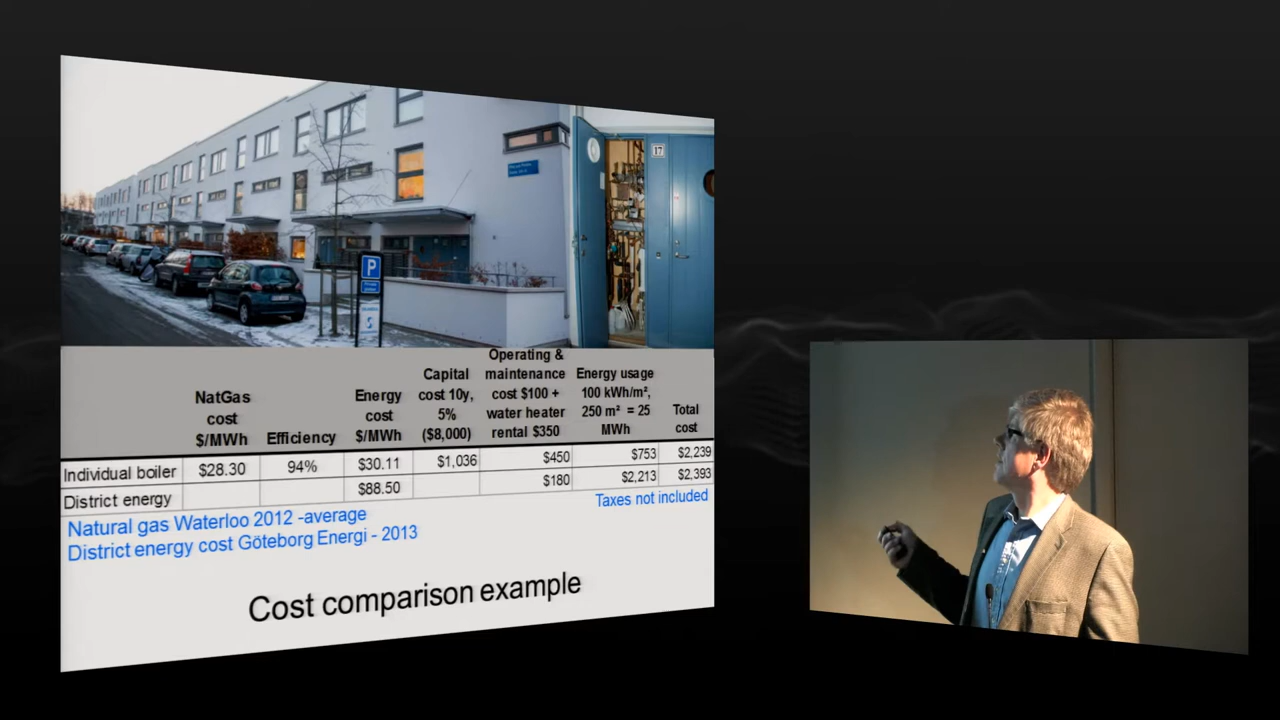 P
17
NatGas cost $/MWh
Efficiency
Energy cost $/MWh
Capital cost 10y, 5% ($8,000)
Operating & maintenance cost $100 + water heater rental $350
Energy usage 100 kWh/m², 250 m² = 25 MWh
Total cost
Individual boiler $28.30 94% $30.11 $1,036 $450 $753 $2,239
District energy $88.50 $180 $2,213 $2,393
Taxes not included
Natural gas Waterloo 2012 -average
District energy cost Göteborg Energi - 2013
Cost comparison example